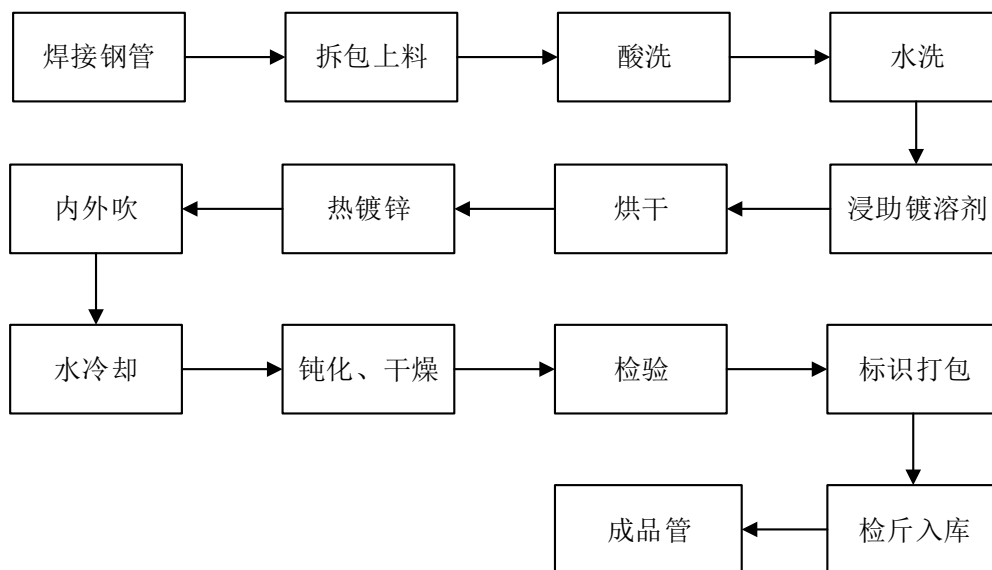 焊接钢管
拆包上料
酸洗
水洗
浸助镀溶剂
烘干
热镀锌
内外吹
水冷却
钝化、干燥
检验
标识打包
检斤入库
成品管